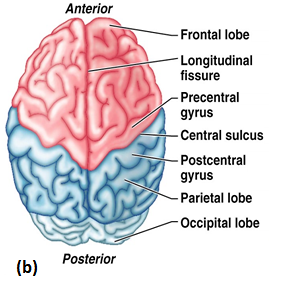 Anterior
Frontal lobe
Longitudinal
fissure
Precentral
gyrus
Central sulcus
Postcentral
gyrus
Parietal lobe
Occipital lobe
(b)
Posterior